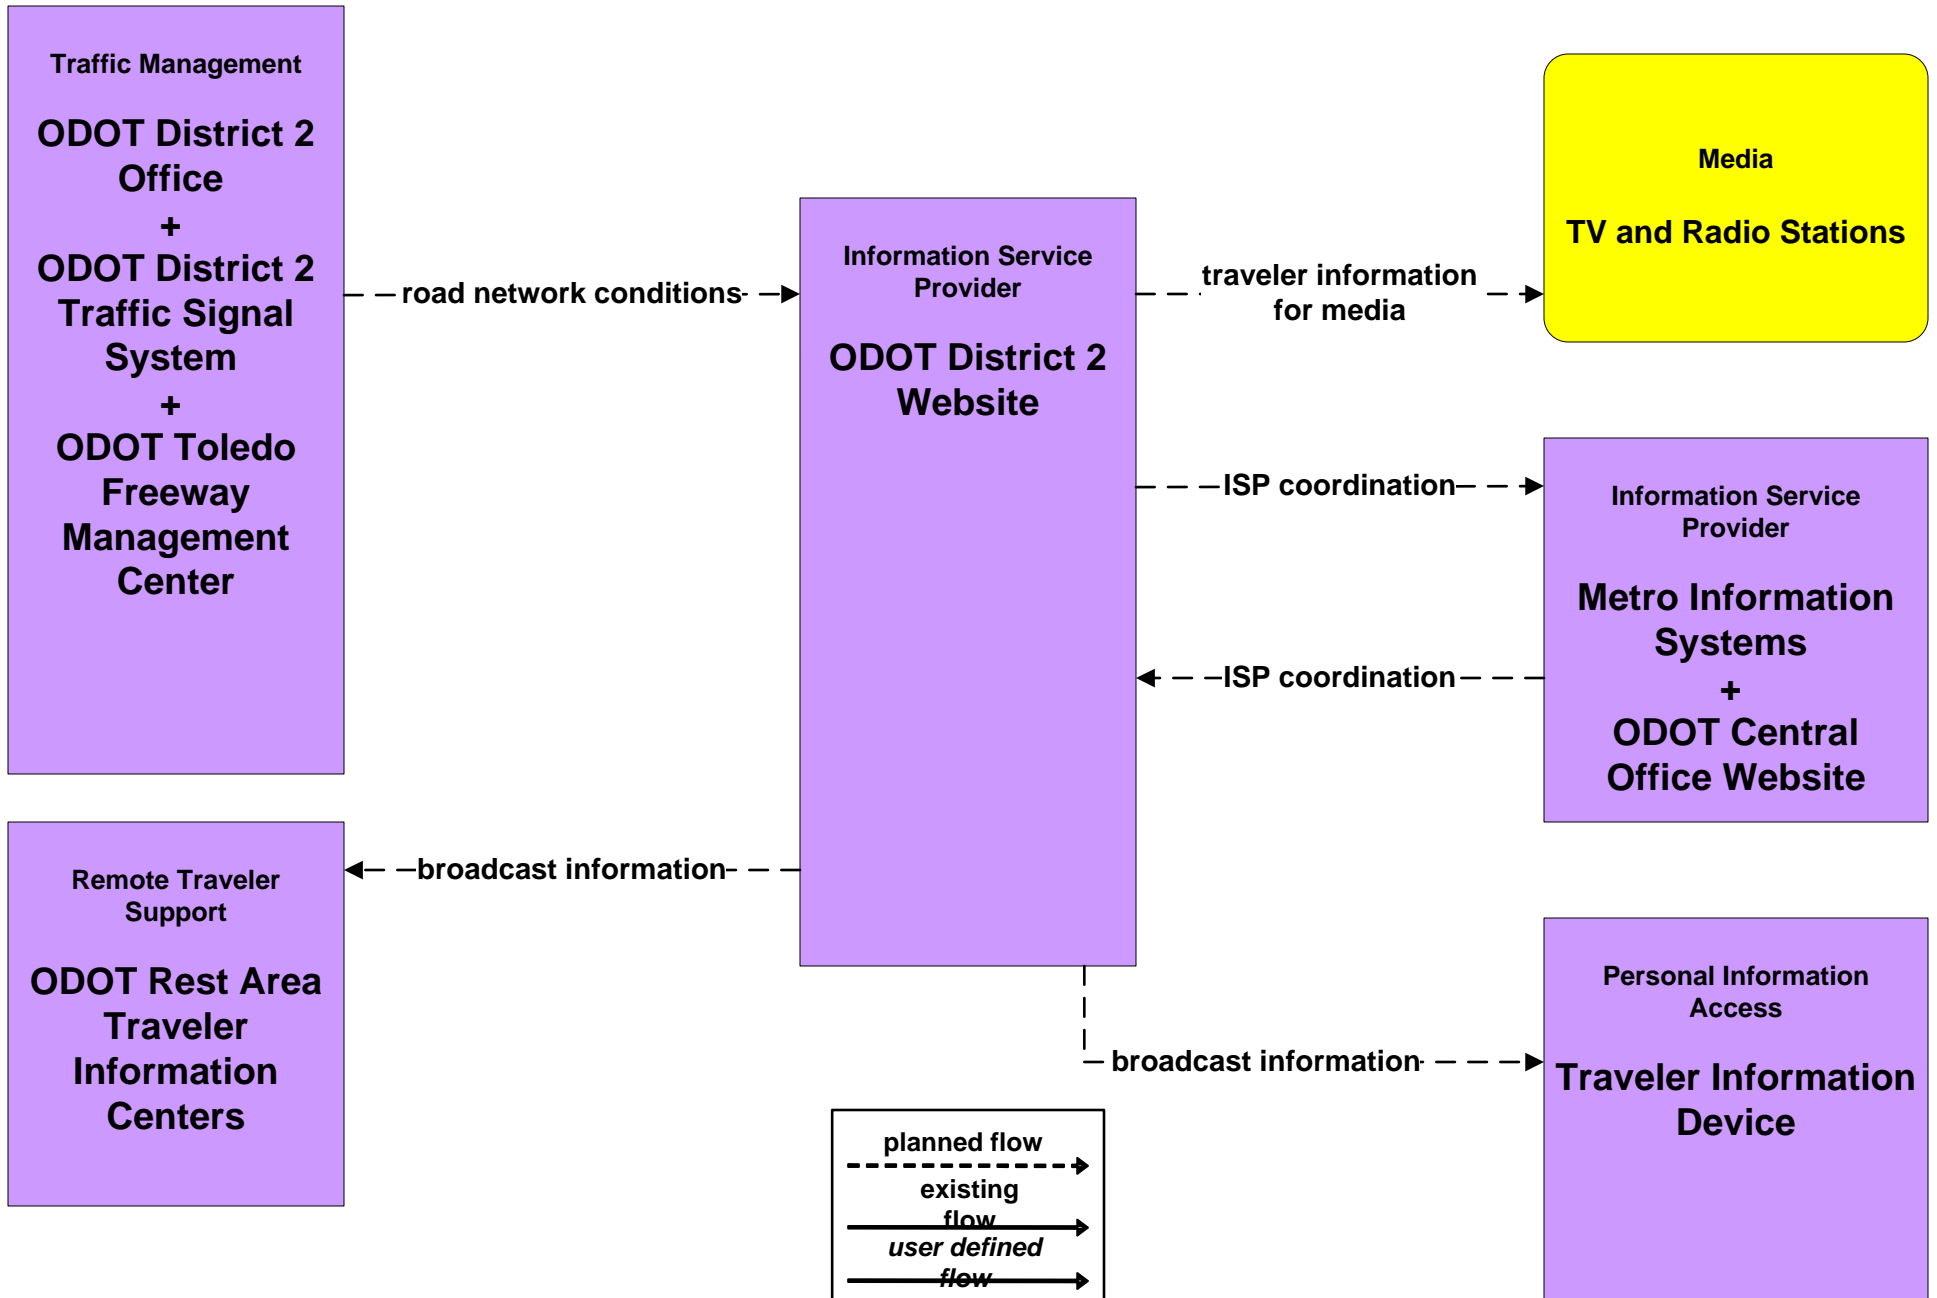 Traffic Management
ODOT District 2
Office
+
ODOT District 2
Traffic Signal
System
+
ODOT Toledo
Freeway
Management
Center
road network conditions
Information Service
Provider
ODOT District 2
Website
traveler information
for media
Media
TV and Radio Stations
ISP coordination
ISP coordination
Information Service
Provider
Metro Information
Systems
+
ODOT Central
Office Website
Remote Traveler
Support
ODOT Rest Area
Traveler
Information
Centers
broadcast information
broadcast information
Personal Information
Access
Traveler Information
Device
planned flow
existing
flow
user defined
flow